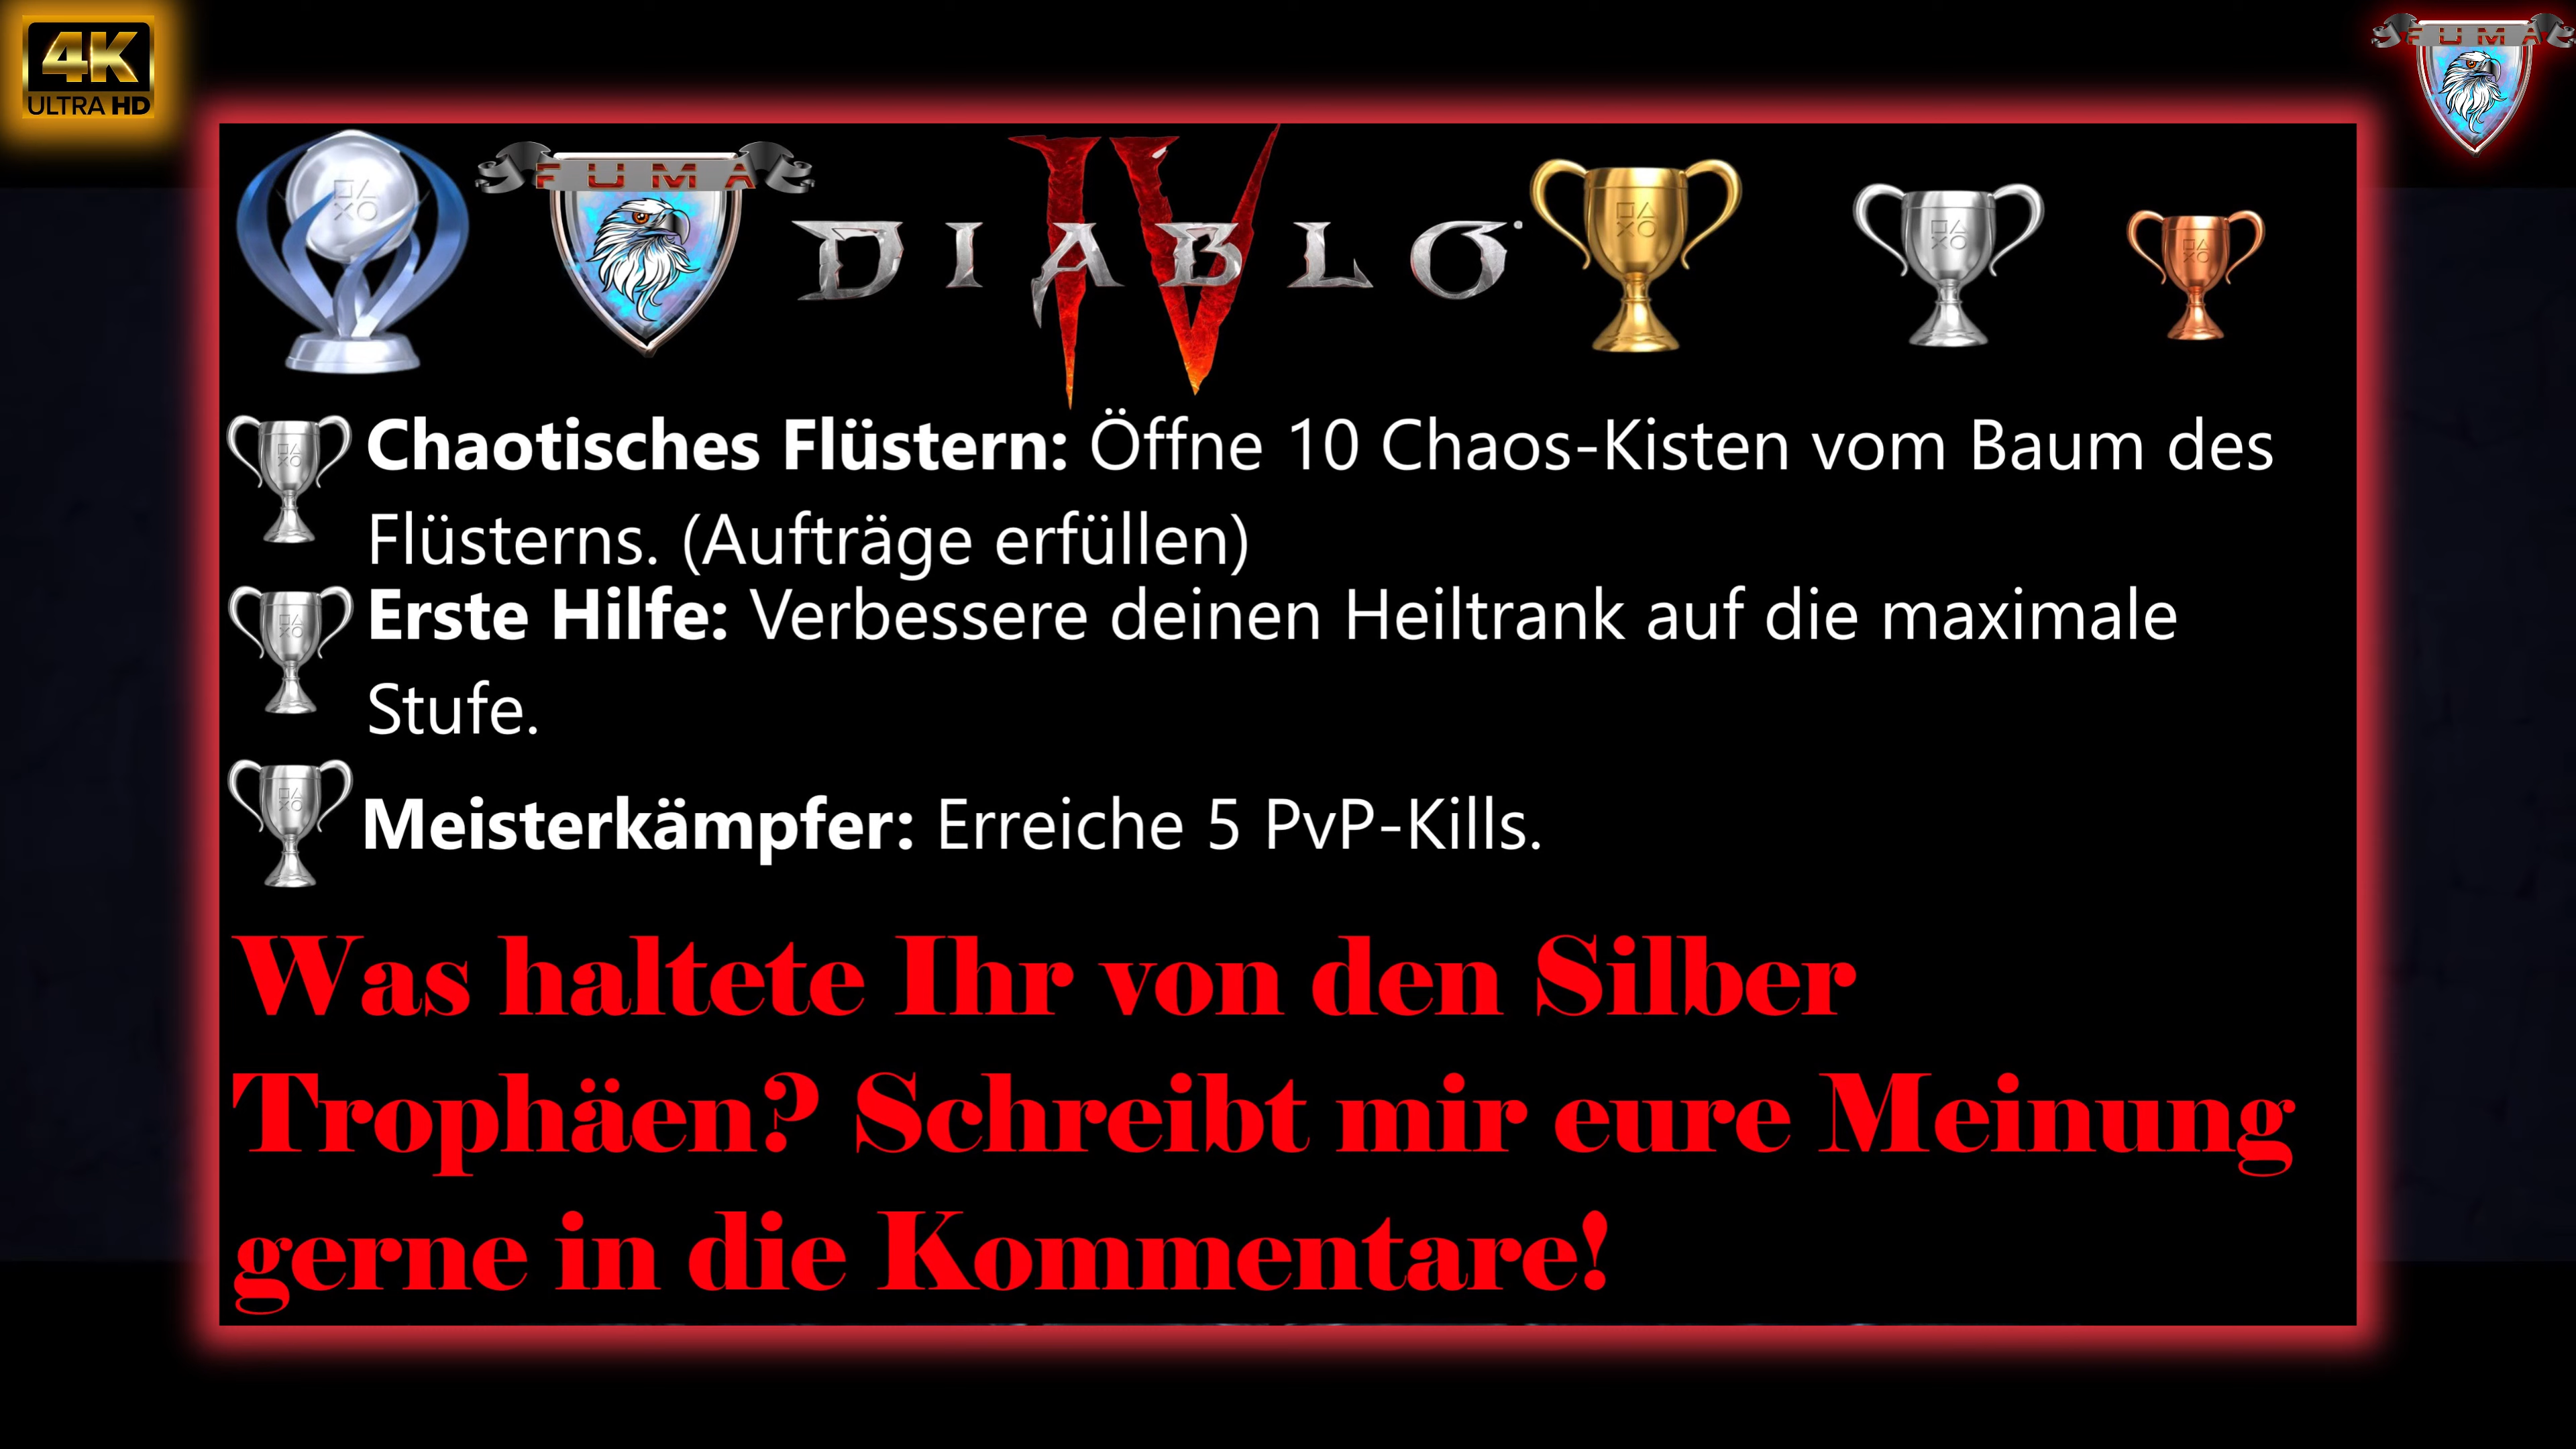 4K
ULTRA HD
FUMA
FUMA
DIABLO IV
Chaotisches Flüstern: Öffne 10 Chaos-Kisten vom Baum des
Flüsterns. (Aufträge erfüllen)
Erste Hilfe: Verbessere deinen Heiltrank auf die maximale
Stufe.
Meisterkämpfer: Erreiche 5 PvP-Kills.
Was haltete Ihr von den Silber
Trophäen? Schreibt mir eure Meinung
gerne in die Kommentare!